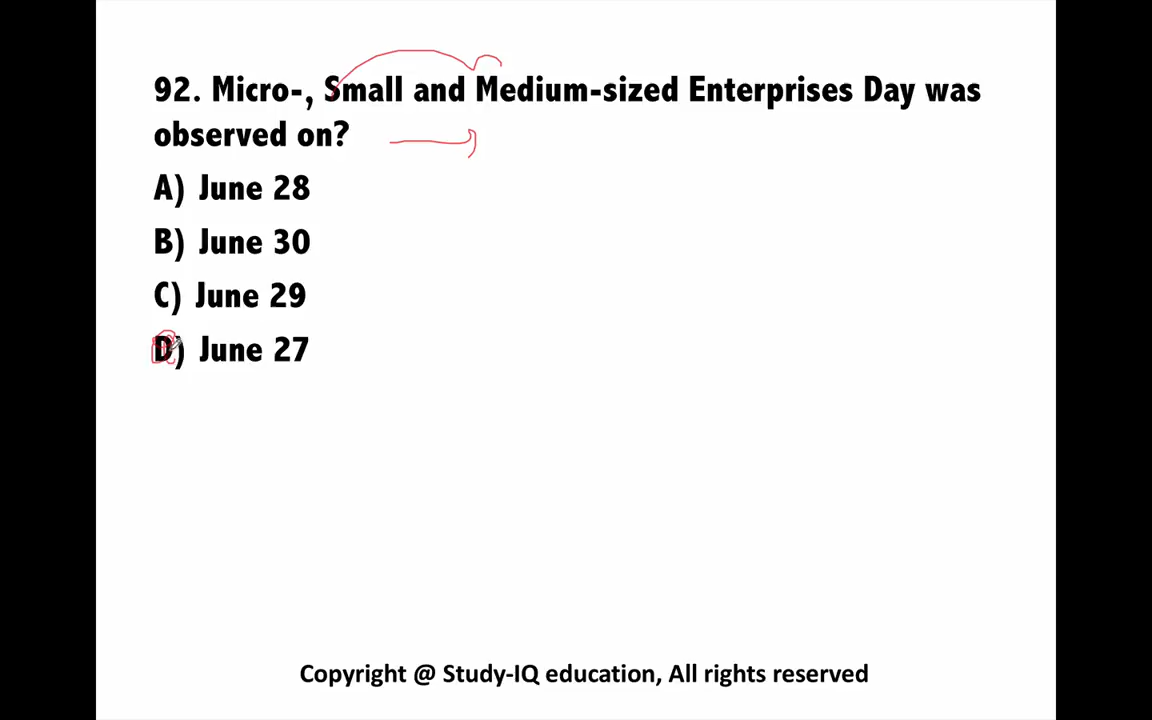 92. Micro-, Small and Medium-sized Enterprises Day was
observed on?
A) June 28
B) June 30
C) June 29
D) June 27
Copyright @ Study-IQ education, All rights reserved